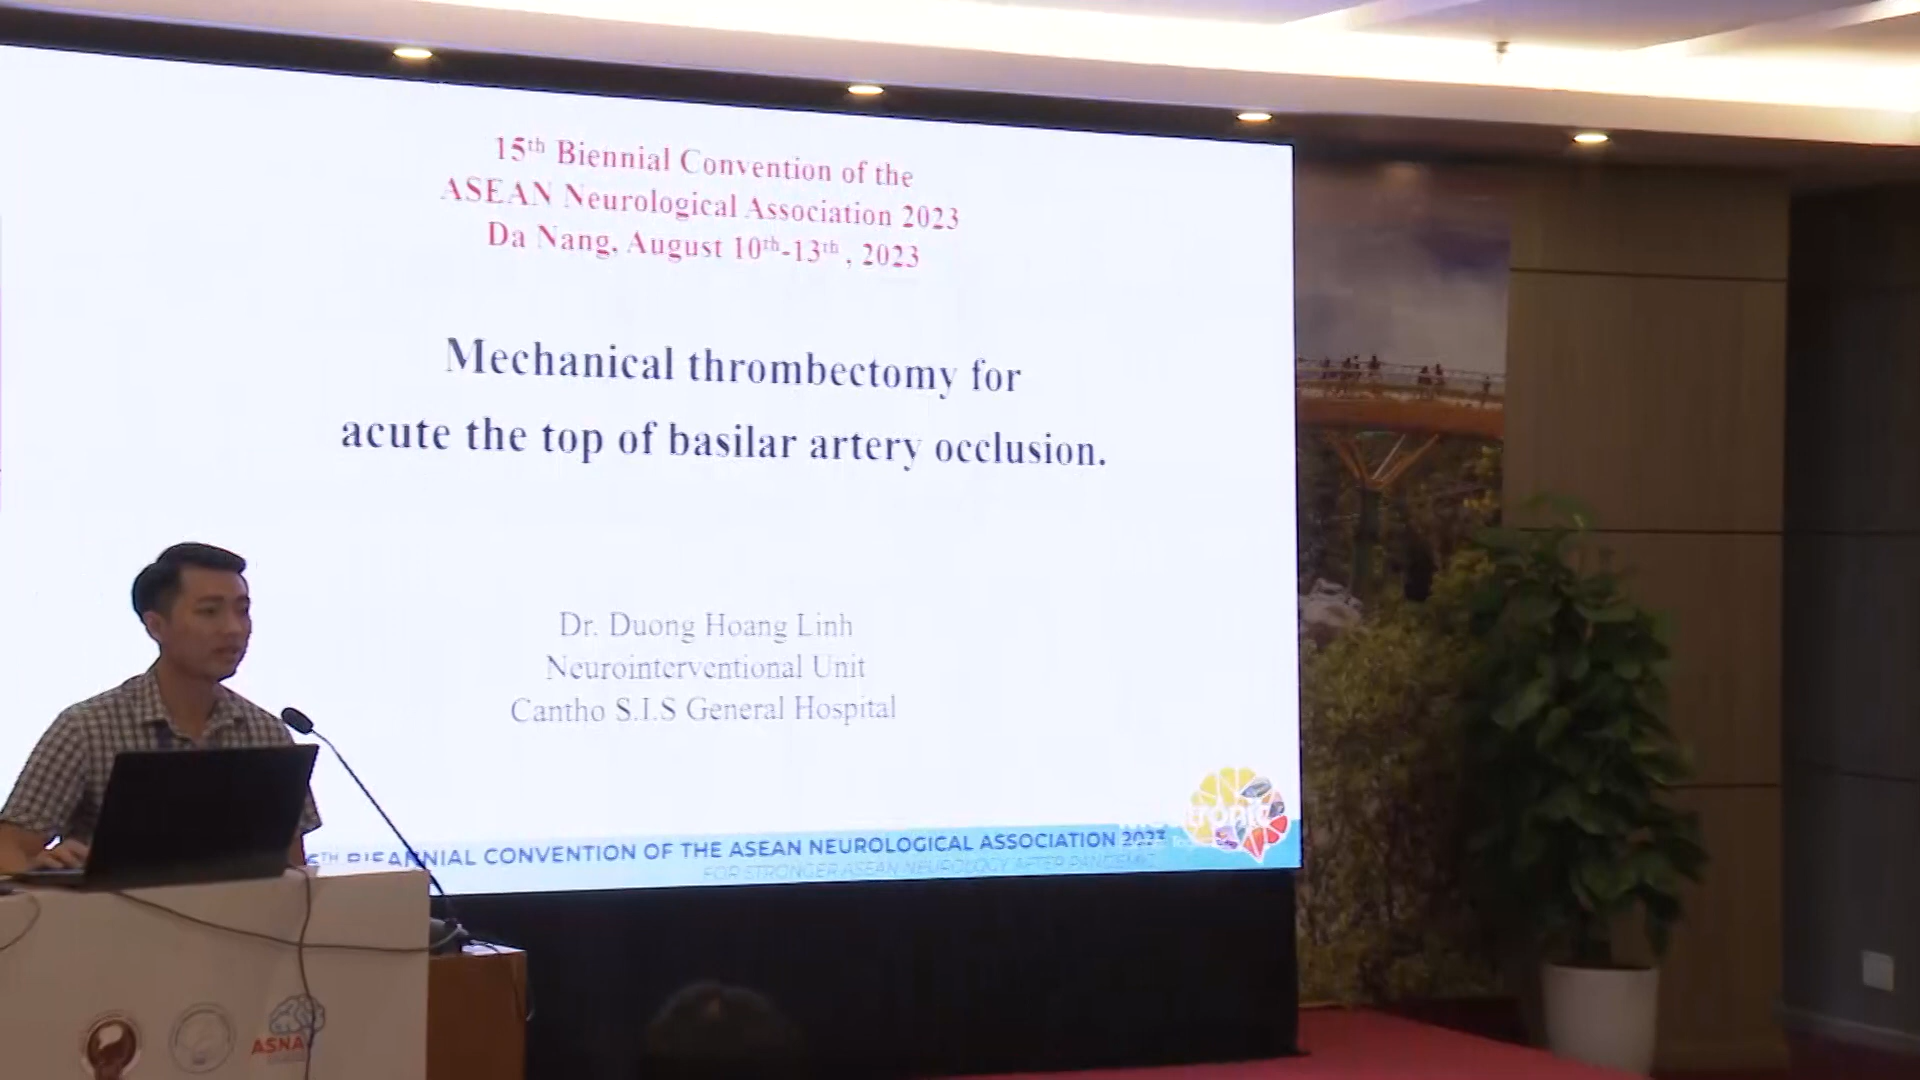 15th Biennial Convention of the
ASEAN Neurological Association 2023
Da Nang, August 10th-13th, 2023
Mechanical thrombectomy for
acute the top of basilar artery occlusion.
Dr. Duong Hoang Linh
Neurointerventional Unit
Cantho S.I.S General Hospital
NIAL CONVENTION OF THE ASEAN NEUROLOGICAL ASSOCIATION 2023
FOR STRONGER ASEAN NEUROLOGY AFTER PANDEMIC
tropic
ASNA